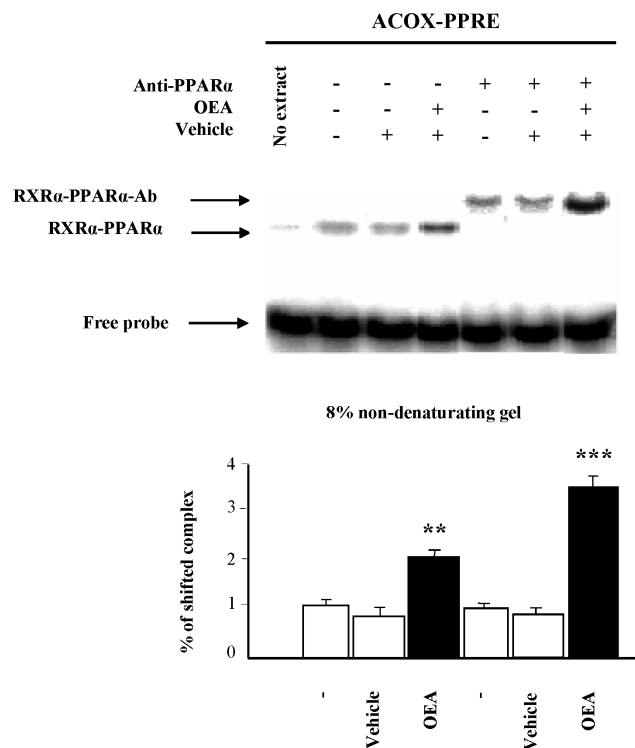 ACOX-PPRE
No extract
Anti-PPARα - - - + + +
OEA - - + - - +
Vehicle - + + - + +
RXRα-PPARα-Ab
RXRα-PPARα
Free probe
8% non-denaturating gel
% of shifted complex
4
3
2
1
0
**
***
- Vehicle OEA - Vehicle OEA